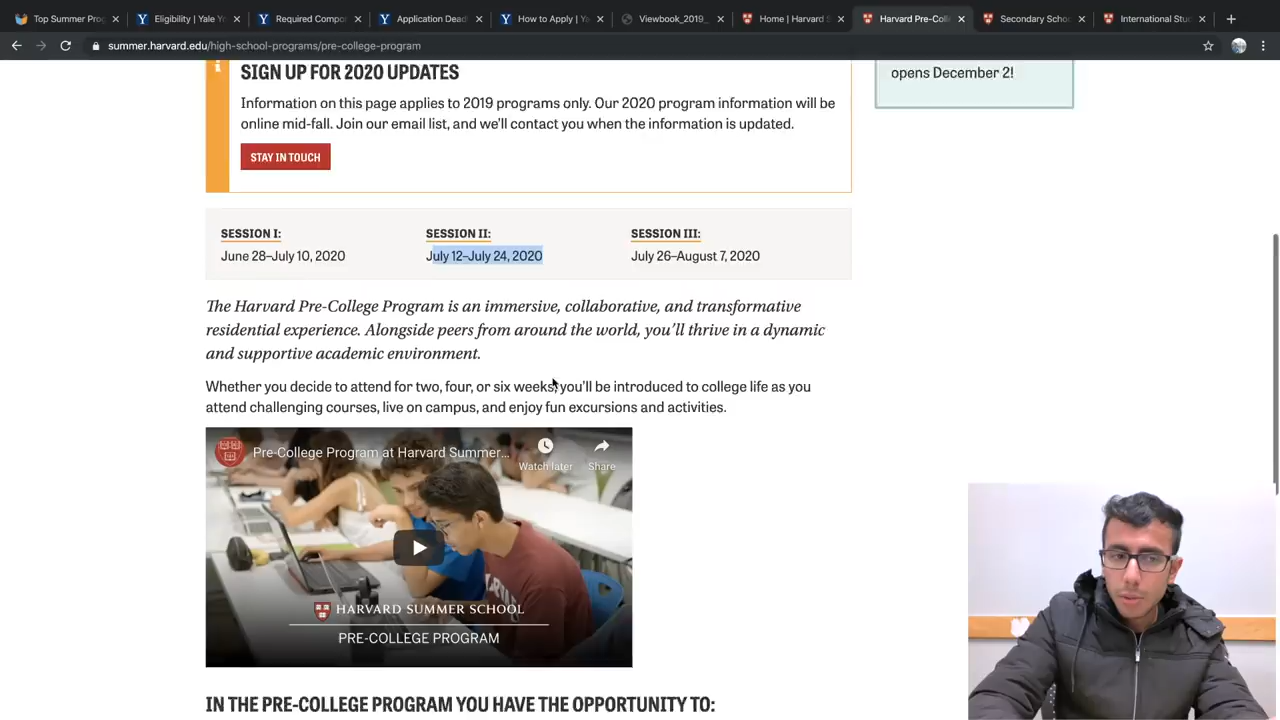 Top Summer Pro
Eligibility | Yale Y
Required Compo
Application Dead
How to Apply | Y
Viewbook_2019_
Home | Harvard S
Harvard Pre-Coll
Secondary Schoo
International Stu
summer.harvard.edu/high-school-programs/pre-college-program
SIGN UP FOR 2020 UPDATES
Information on this page applies to 2019 programs only. Our 2020 program information will be
online mid-fall. Join our email list, and we'll contact you when the information is updated.
STAY IN TOUCH
opens December 2!
SESSION I:
June 28–July 10, 2020
SESSION II:
July 12–July 24, 2020
SESSION III:
July 26–August 7, 2020
The Harvard Pre-College Program is an immersive, collaborative, and transformative
residential experience. Alongside peers from around the world, you'll thrive in a dynamic
and supportive academic environment.
Whether you decide to attend for two, four, or six weeks, you'll be introduced to college life as you
attend challenging courses, live on campus, and enjoy fun excursions and activities.
Pre-College Program at Harvard Summer...
Watch later
Share
HARVARD SUMMER SCHOOL
PRE-COLLEGE PROGRAM
IN THE PRE-COLLEGE PROGRAM YOU HAVE THE OPPORTUNITY TO: